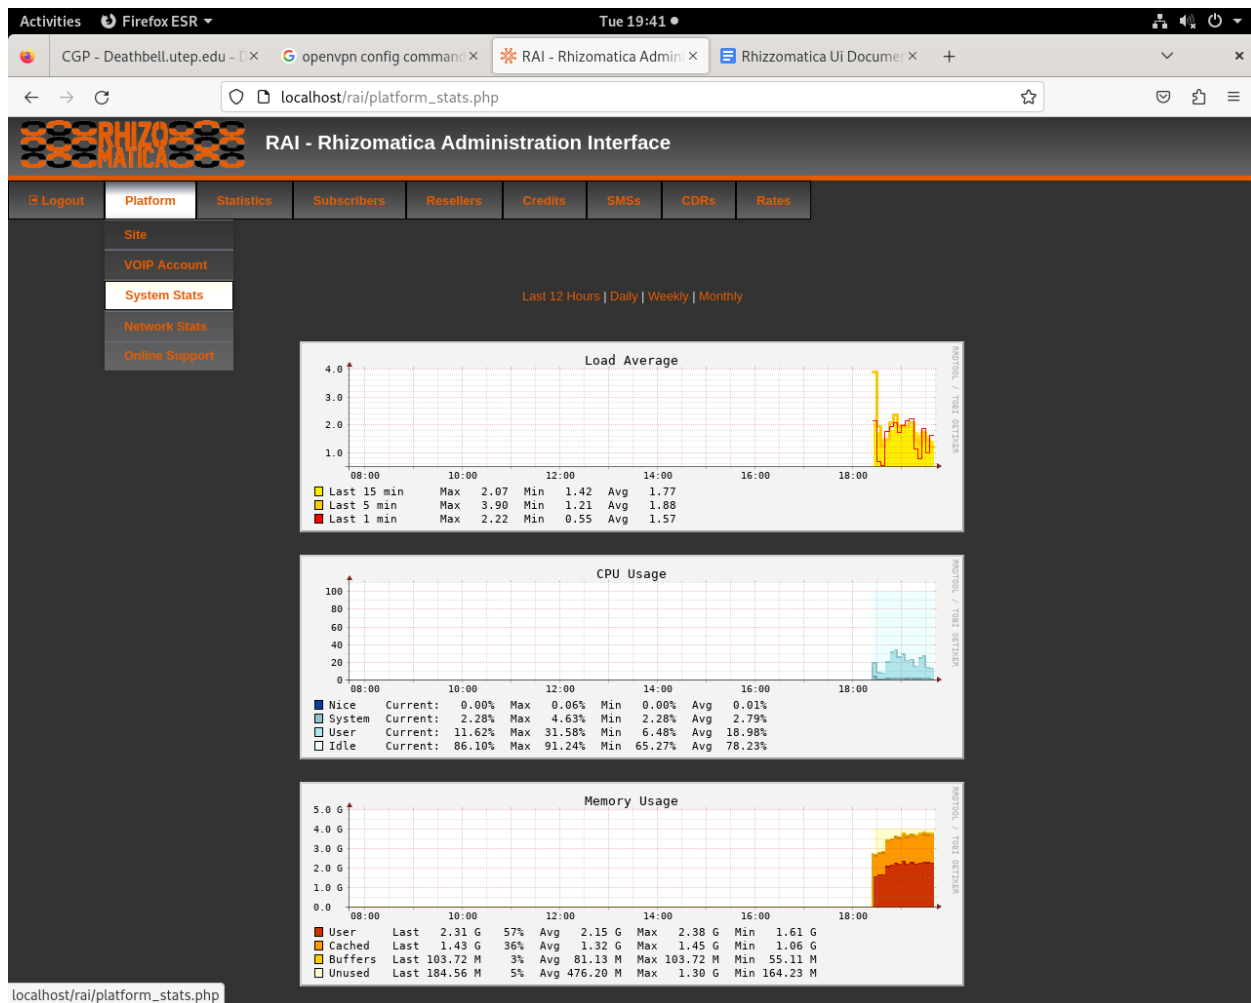 Activities Firefox ESR Tue 19:41
CGP - Deathbell.utep.edu - D
openvpn config command
RAI - Rhizomatica Admini
Rhizzomatica Ui Documen
localhost/rai/platform_stats.php
RHIZO
MATICA
RAI - Rhizomatica Administration Interface
Logout Platform Statistics Subscribers Resellers Credits SMSs CDRs Rates
Site
VOIP Account
System Stats
Network Stats
Online Support
Last 12 Hours | Daily | Weekly | Monthly
Load Average
RRDTOOL / TOBI OETIKER
4.0
3.0
2.0
1.0
08:00 10:00 12:00 14:00 16:00 18:00
Last 15 min Max 2.07 Min 1.42 Avg 1.77
Last 5 min Max 3.90 Min 1.21 Avg 1.88
Last 1 min Max 2.22 Min 0.55 Avg 1.57
CPU Usage
RRDTOOL / TOBI OETIKER
100
80
60
40
20
0
08:00 10:00 12:00 14:00 16:00 18:00
Nice Current: 0.00% Max 0.06% Min 0.00% Avg 0.01%
System Current: 2.28% Max 4.63% Min 2.28% Avg 2.79%
User Current: 11.62% Max 31.58% Min 6.48% Avg 18.98%
Idle Current: 86.10% Max 91.24% Min 65.27% Avg 78.23%
Memory Usage
RRDTOOL / TOBI OETIKER
5.0 G
4.0 G
3.0 G
2.0 G
1.0 G
0.0
08:00 10:00 12:00 14:00 16:00 18:00
User Last 2.31 G 57% Avg 2.15 G Max 2.38 G Min 1.61 G
Cached Last 1.43 G 36% Avg 1.32 G Max 1.45 G Min 1.06 G
Buffers Last 103.72 M 3% Avg 81.13 M Max 103.72 M Min 55.11 M
Unused Last 184.56 M 5% Avg 476.20 M Max 1.30 G Min 164.23 M
localhost/rai/platform_stats.php